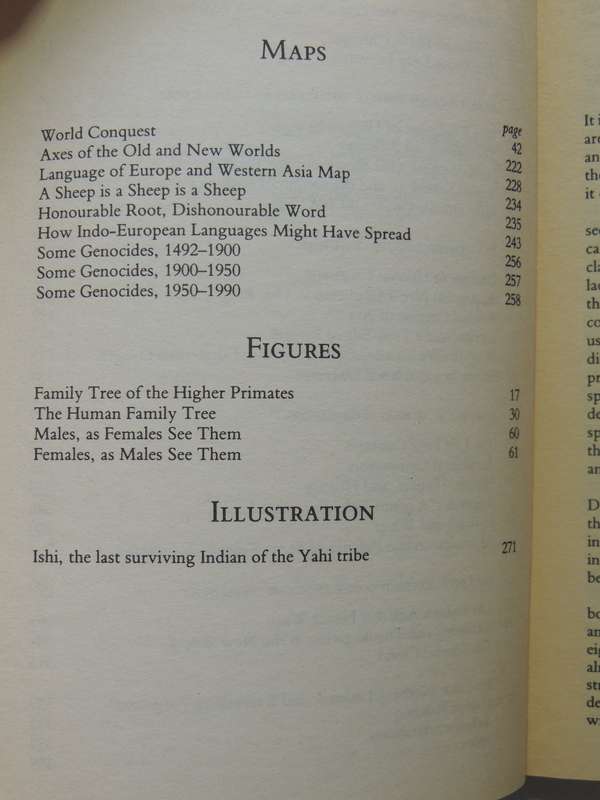 MAPS
page
World Conquest 42
Axes of the Old and New Worlds 222
Language of Europe and Western Asia Map 228
A Sheep is a Sheep is a Sheep 234
Honourable Root, Dishonourable Word 235
How Indo-European Languages Might Have Spread 243
Some Genocides, 1492–1900 256
Some Genocides, 1900–1950 257
Some Genocides, 1950–1990 258
FIGURES
Family Tree of the Higher Primates 17
The Human Family Tree 30
Males, as Females See Them 60
Females, as Males See Them 61
ILLUSTRATION
Ishi, the last surviving Indian of the Yahi tribe 271